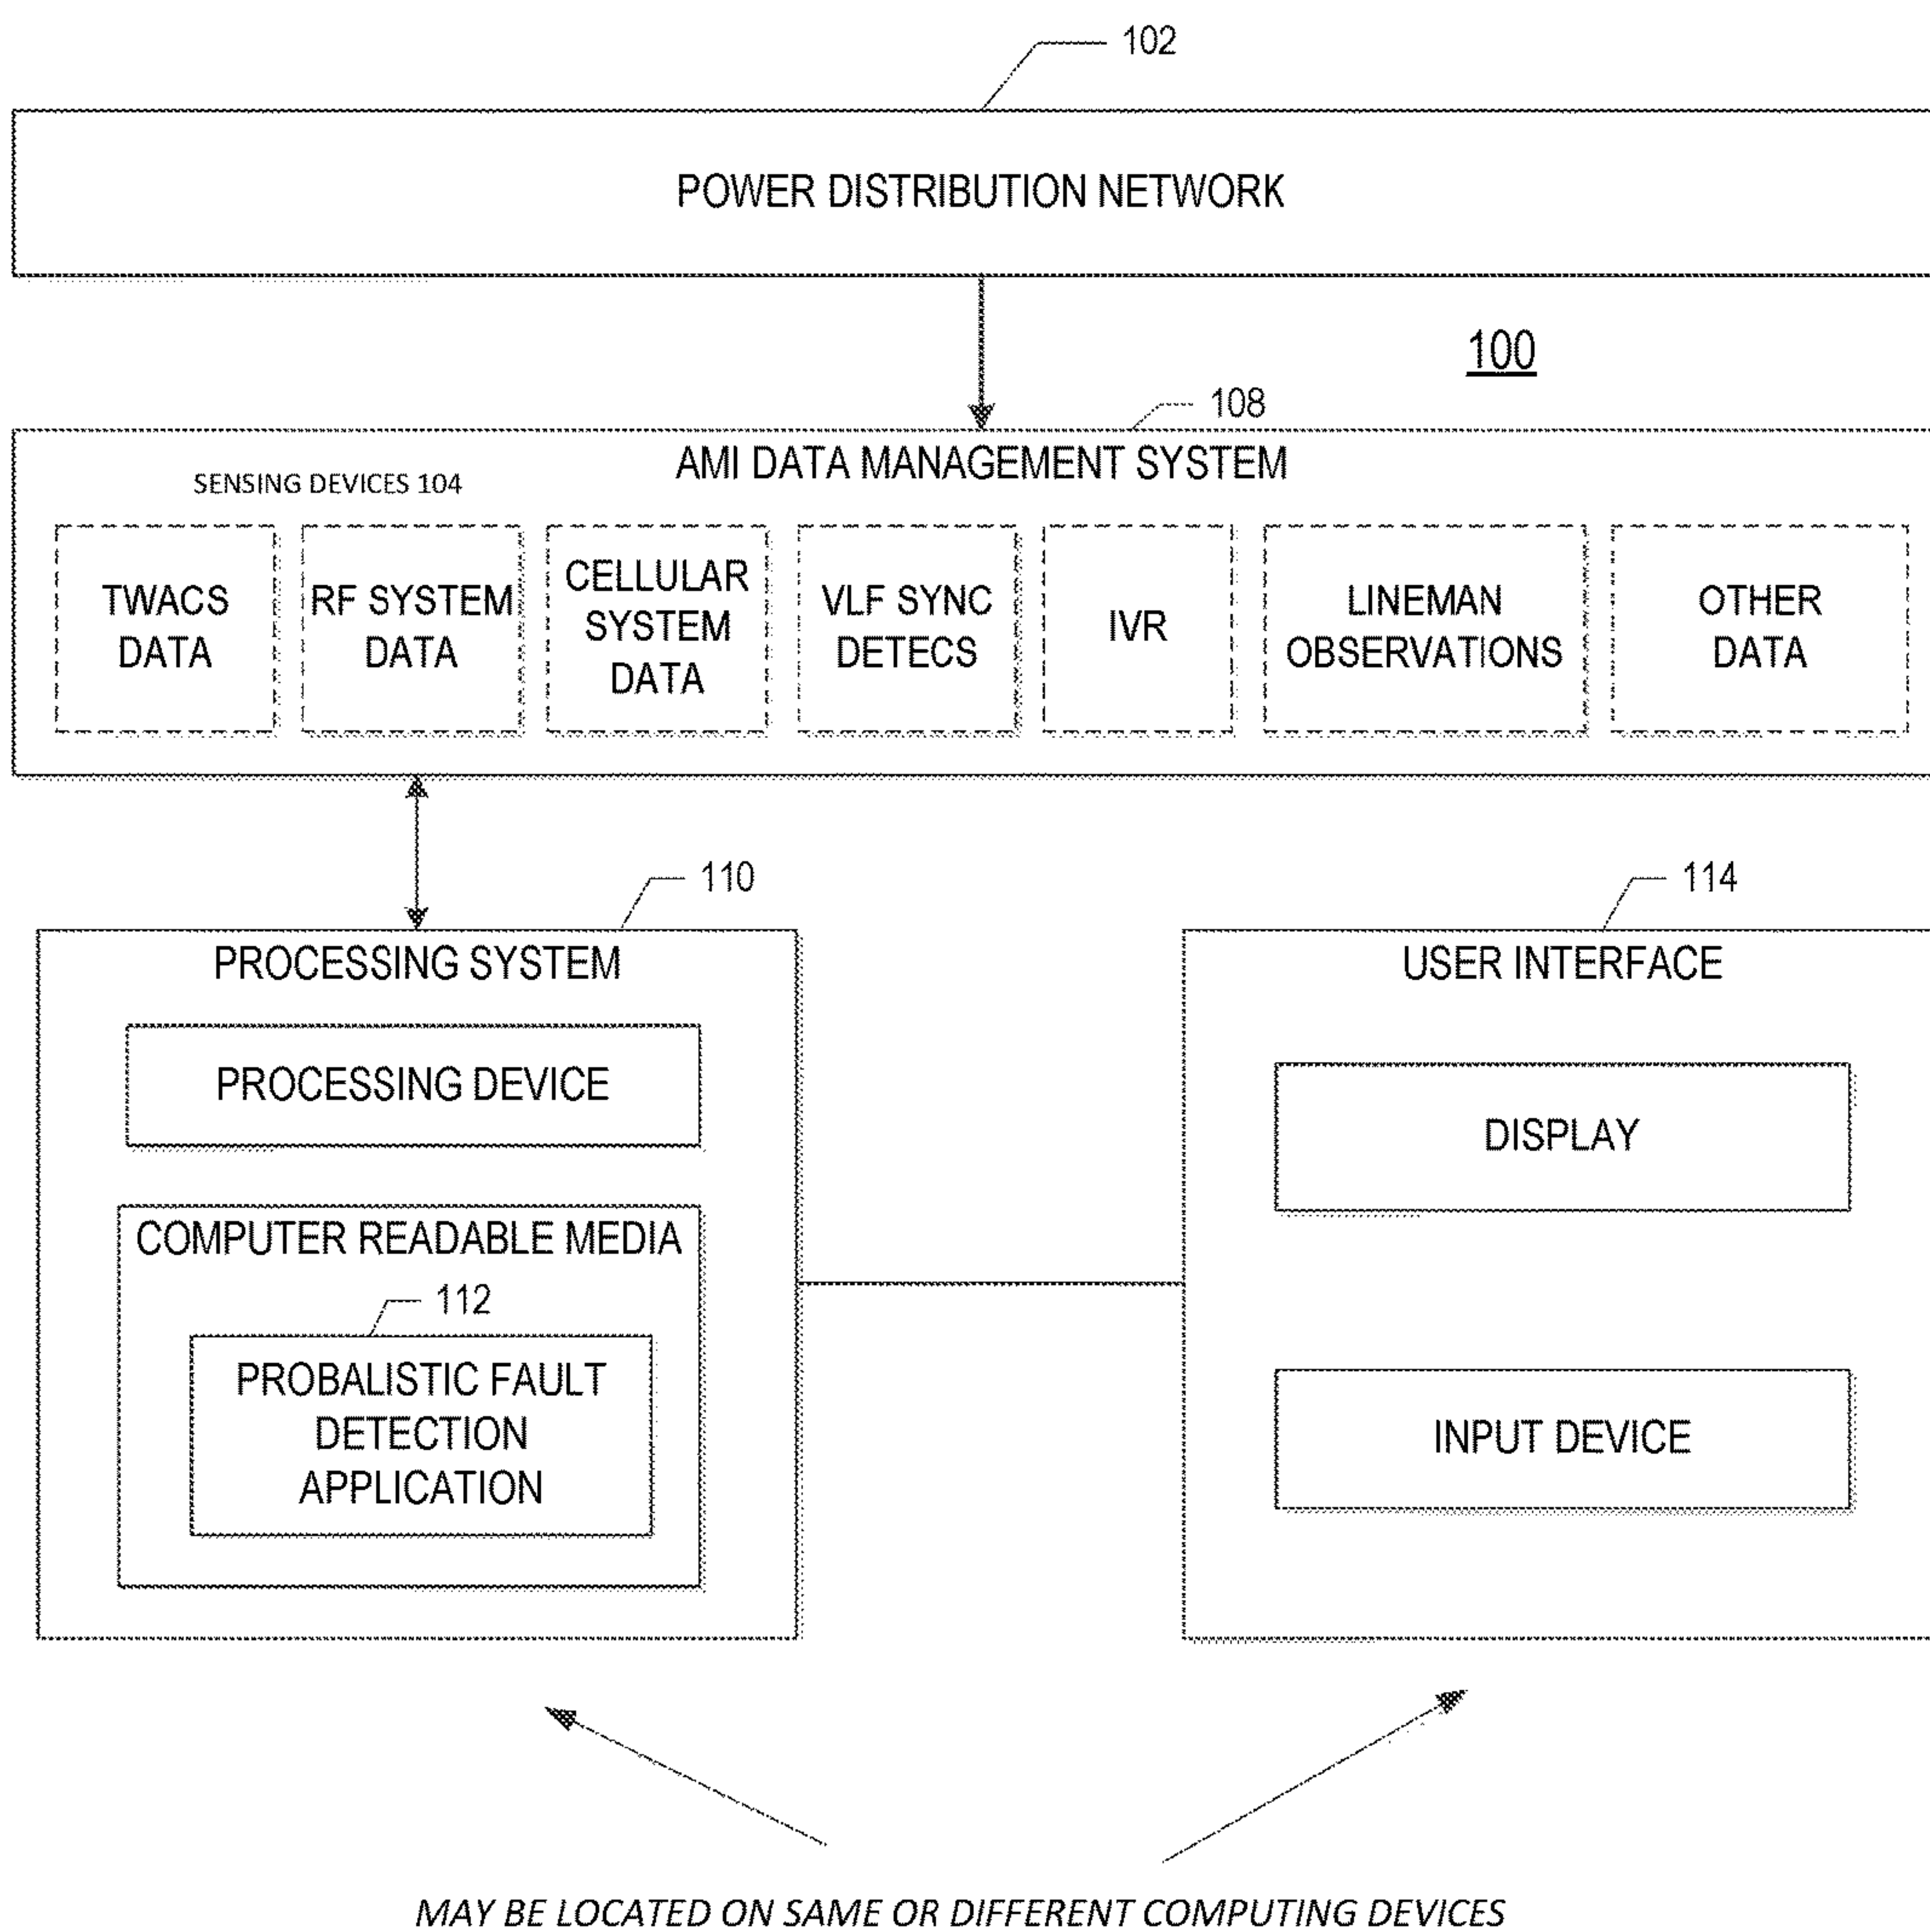 102
POWER DISTRIBUTION NETWORK
100
108
AMI DATA MANAGEMENT SYSTEM
SENSING DEVICES 104
TWACS
DATA
RF SYSTEM
DATA
CELLULAR
SYSTEM
DATA
VLF SYNC
DETECS
IVR
LINEMAN
OBSERVATIONS
OTHER
DATA
110
PROCESSING SYSTEM
PROCESSING DEVICE
COMPUTER READABLE MEDIA
112
PROBALISTIC FAULT
DETECTION
APPLICATION
114
USER INTERFACE
DISPLAY
INPUT DEVICE
MAY BE LOCATED ON SAME OR DIFFERENT COMPUTING DEVICES